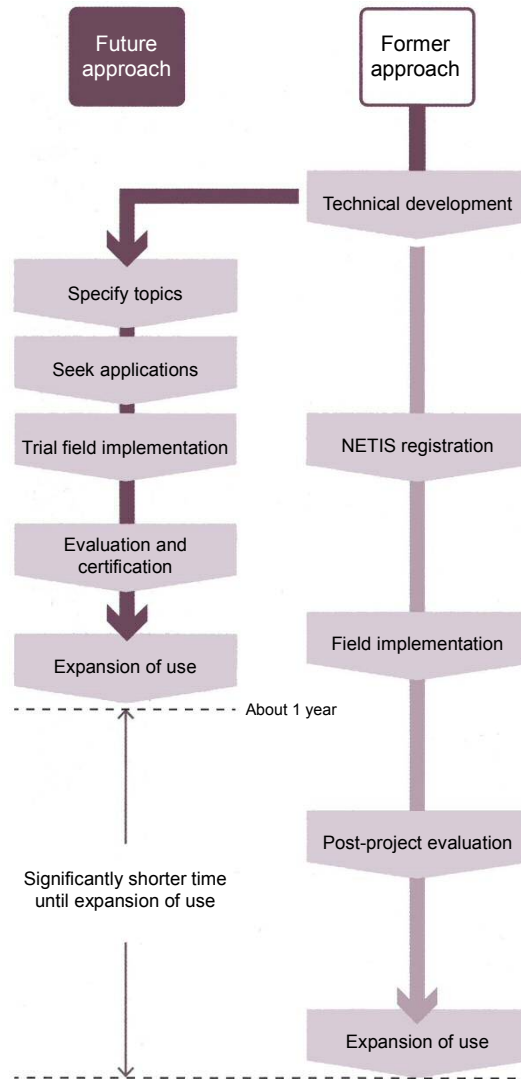 Future
approach
Former
approach
Technical development
Specify topics
Seek applications
Trial field implementation
NETIS registration
Evaluation and
certification
Field implementation
Expansion of use
About 1 year
Post-project evaluation
Significantly shorter time
until expansion of use
Expansion of use